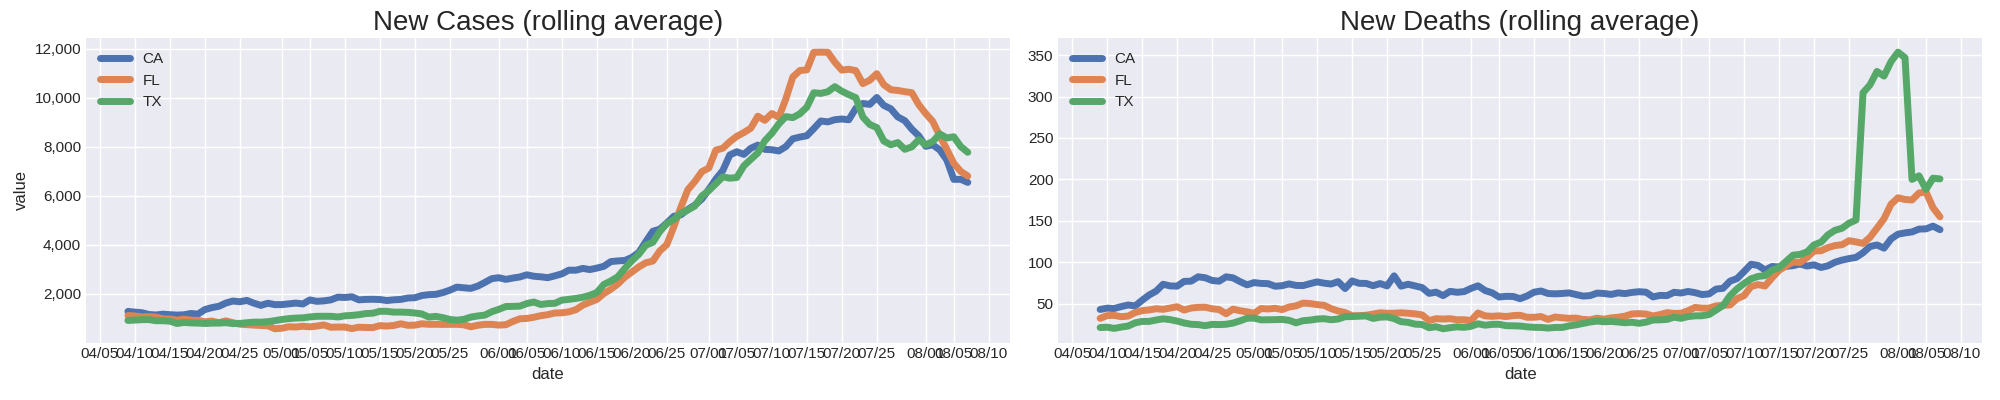 New Cases (rolling average)
12,000
10,000
8,000
6,000
4,000
2,000
value
CA
FL
TX
04/05 04/10 04/15 04/20 04/25 05/01 05/05 05/10 05/15 05/20 05/25 06/01 06/05 06/10 06/15 06/20 06/25 07/01 07/05 07/10 07/15 07/20 07/25 08/01 08/05 08/10
date
New Deaths (rolling average)
350
300
250
200
150
100
50
CA
FL
TX
04/05 04/10 04/15 04/20 04/25 05/01 05/05 05/10 05/15 05/20 05/25 06/01 06/05 06/10 06/15 06/20 06/25 07/01 07/05 07/10 07/15 07/20 07/25 08/01 08/05 08/10
date